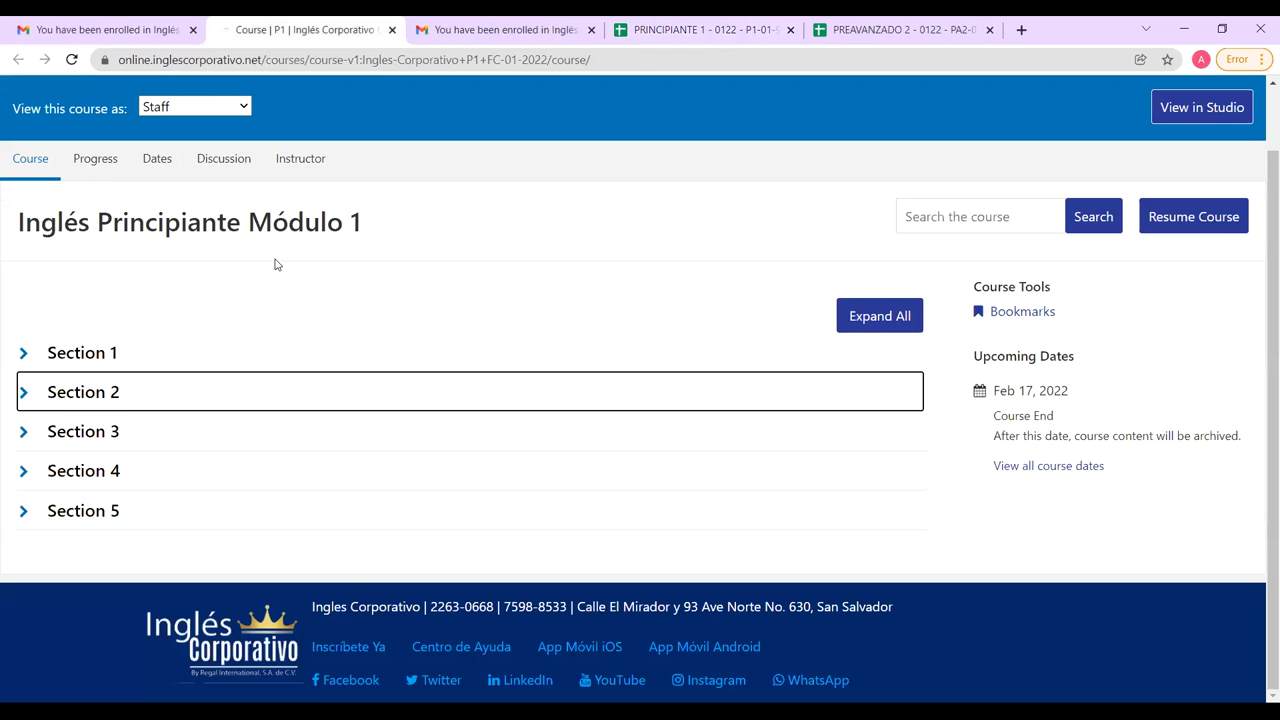 You have been enrolled in Inglés
Course | P1 | Inglés Corporativo
You have been enrolled in Inglés
PRINCIPIANTE 1 - 0122 - P1-01-
PREAVANZADO 2 - 0122 - PA2-0
online.inglescorporativo.net/courses/course-v1:Ingles-Corporativo+P1+FC-01-2022/course/
A
Error
View this course as:
Staff
View in Studio
Course
Progress
Dates
Discussion
Instructor
Inglés Principiante Módulo 1
Search the course
Search
Resume Course
Expand All
Section 1
Section 2
Section 3
Section 4
Section 5
Course Tools
Bookmarks
Upcoming Dates
Feb 17, 2022
Course End
After this date, course content will be archived.
View all course dates
Inglés
Corporativo
By Regal International, S.A. de C.V.
Ingles Corporativo | 2263-0668 | 7598-8533 | Calle El Mirador y 93 Ave Norte No. 630, San Salvador
Inscríbete Ya
Centro de Ayuda
App Móvil iOS
App Móvil Android
Facebook
Twitter
LinkedIn
YouTube
Instagram
WhatsApp